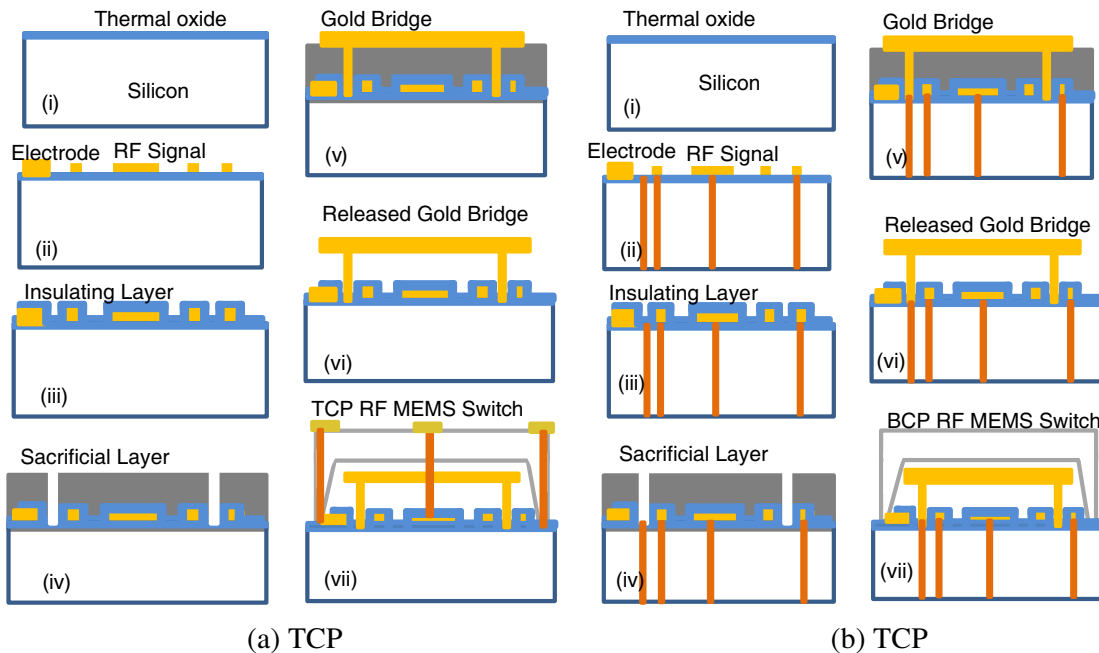 Thermal oxide
Silicon
(i)
Electrode
RF Signal
(ii)
Insulating Layer
(iii)
Sacrificial Layer
(iv)
Gold Bridge
(v)
Released Gold Bridge
(vi)
TCP RF MEMS Switch
(vii)
(a) TCP
Thermal oxide
Silicon
(i)
Electrode
RF Signal
(ii)
Insulating Layer
(iii)
Sacrificial Layer
(iv)
Gold Bridge
(v)
Released Gold Bridge
(vi)
BCP RF MEMS Switch
(vii)
(b) TCP